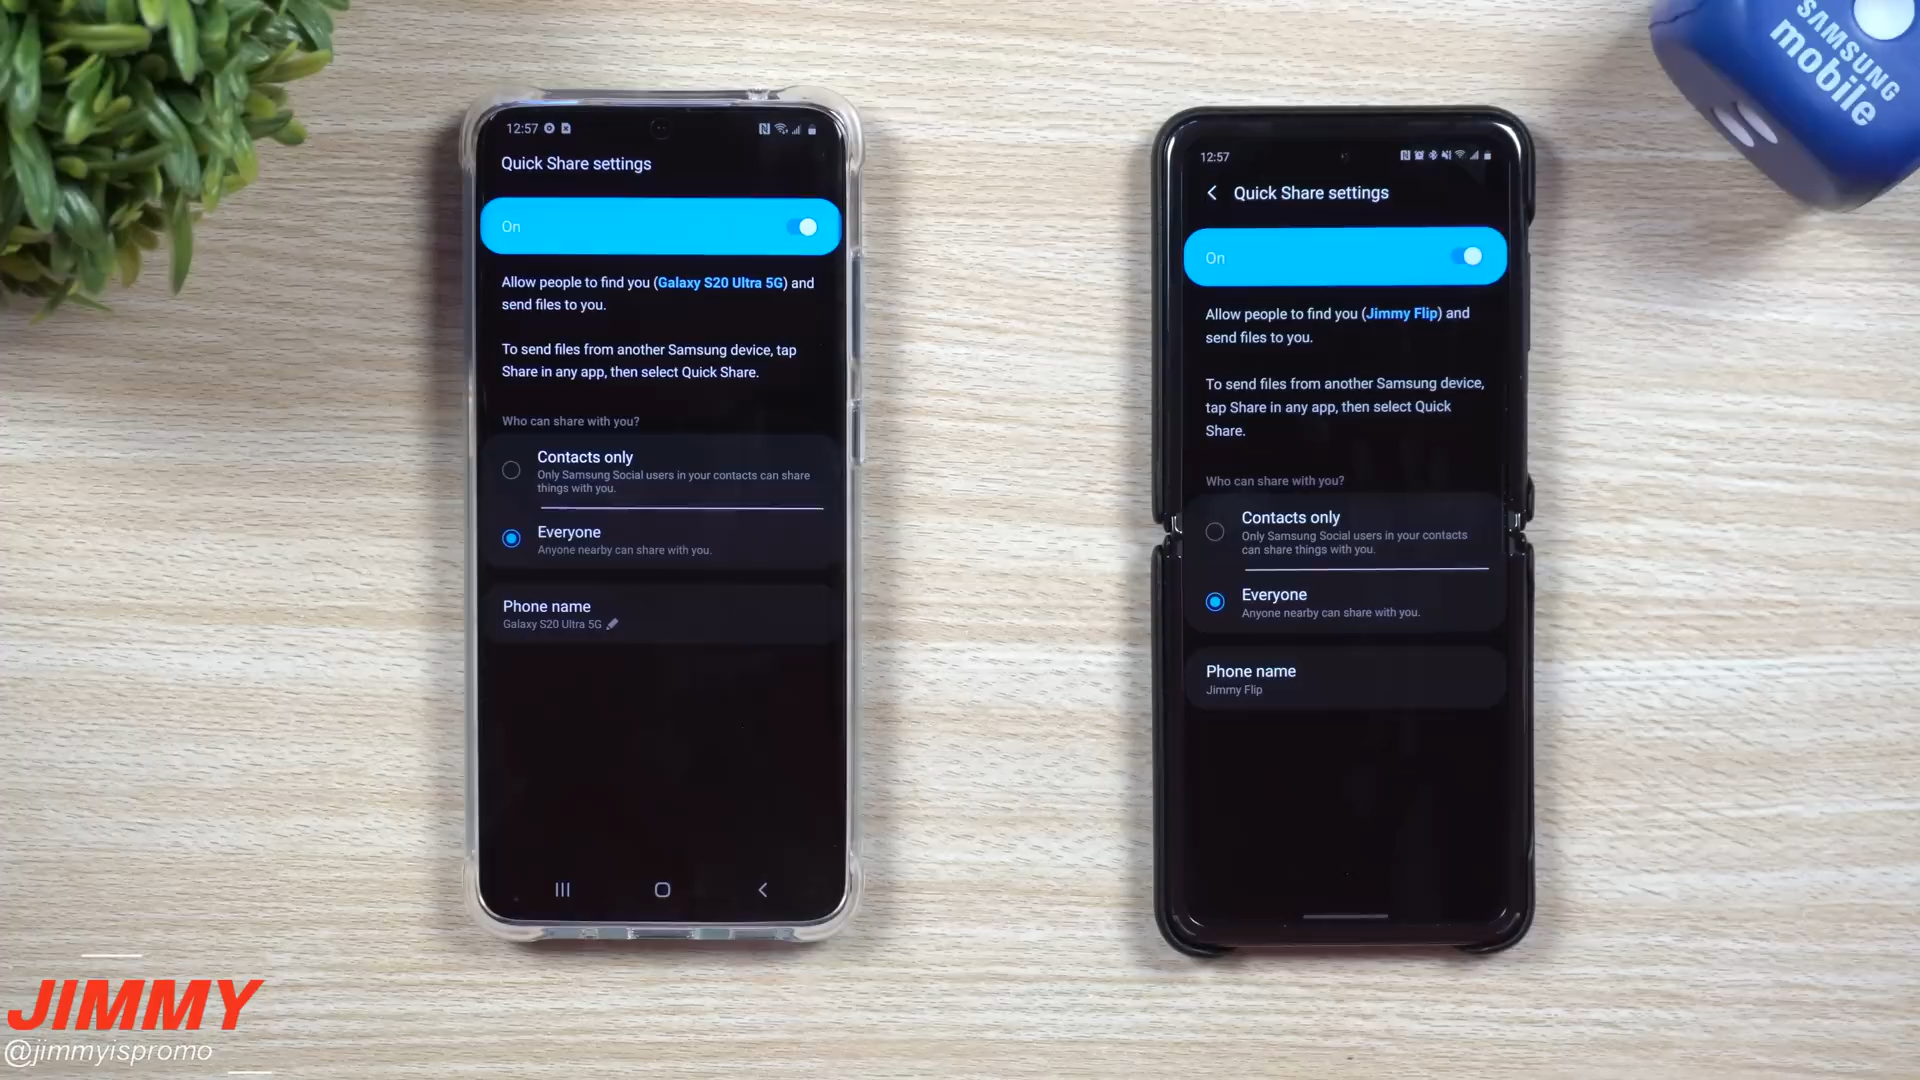 SAMSUNG
mobile
12:57
Quick Share settings
On
Allow people to find you (Galaxy S20 Ultra 5G) and
send files to you.
To send files from another Samsung device, tap
Share in any app, then select Quick Share.
Who can share with you?
Contacts only
Only Samsung Social users in your contacts can share
things with you.
Everyone
Anyone nearby can share with you.
Phone name
Galaxy S20 Ultra 5G
12:57
Quick Share settings
On
Allow people to find you (Jimmy Flip) and
send files to you.
To send files from another Samsung device,
tap Share in any app, then select Quick
Share.
Who can share with you?
Contacts only
Only Samsung Social users in your contacts
can share things with you.
Everyone
Anyone nearby can share with you.
Phone name
Jimmy Flip
JIMMY
@jimmyispromo